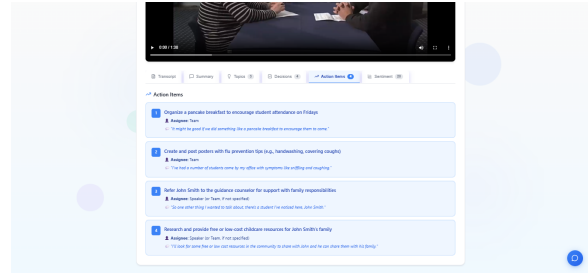 0:00 / 1:38
Transcript Summary Topics 5 Decisions 4 Action Items 4 Sentiment 20
Action Items
1 Organize a pancake breakfast to encourage student attendance on Fridays
Assignee: Team
"It might be good if we did something like a pancake breakfast to encourage them to come."
2 Create and post posters with flu prevention tips (e.g., handwashing, covering coughs)
Assignee: Team
"I've had a number of students come by my office with symptoms like sniffling and coughing."
3 Refer John Smith to the guidance counselor for support with family responsibilities
Assignee: Speaker (or Team, if not specified)
"So one other thing I wanted to talk about, there's a student I've noticed here, John Smith."
4 Research and provide free or low-cost childcare resources for John Smith's family
Assignee: Speaker (or Team, if not specified)
"I'd look for some free or low cost resources in the community to share with John and he can share them with his family."